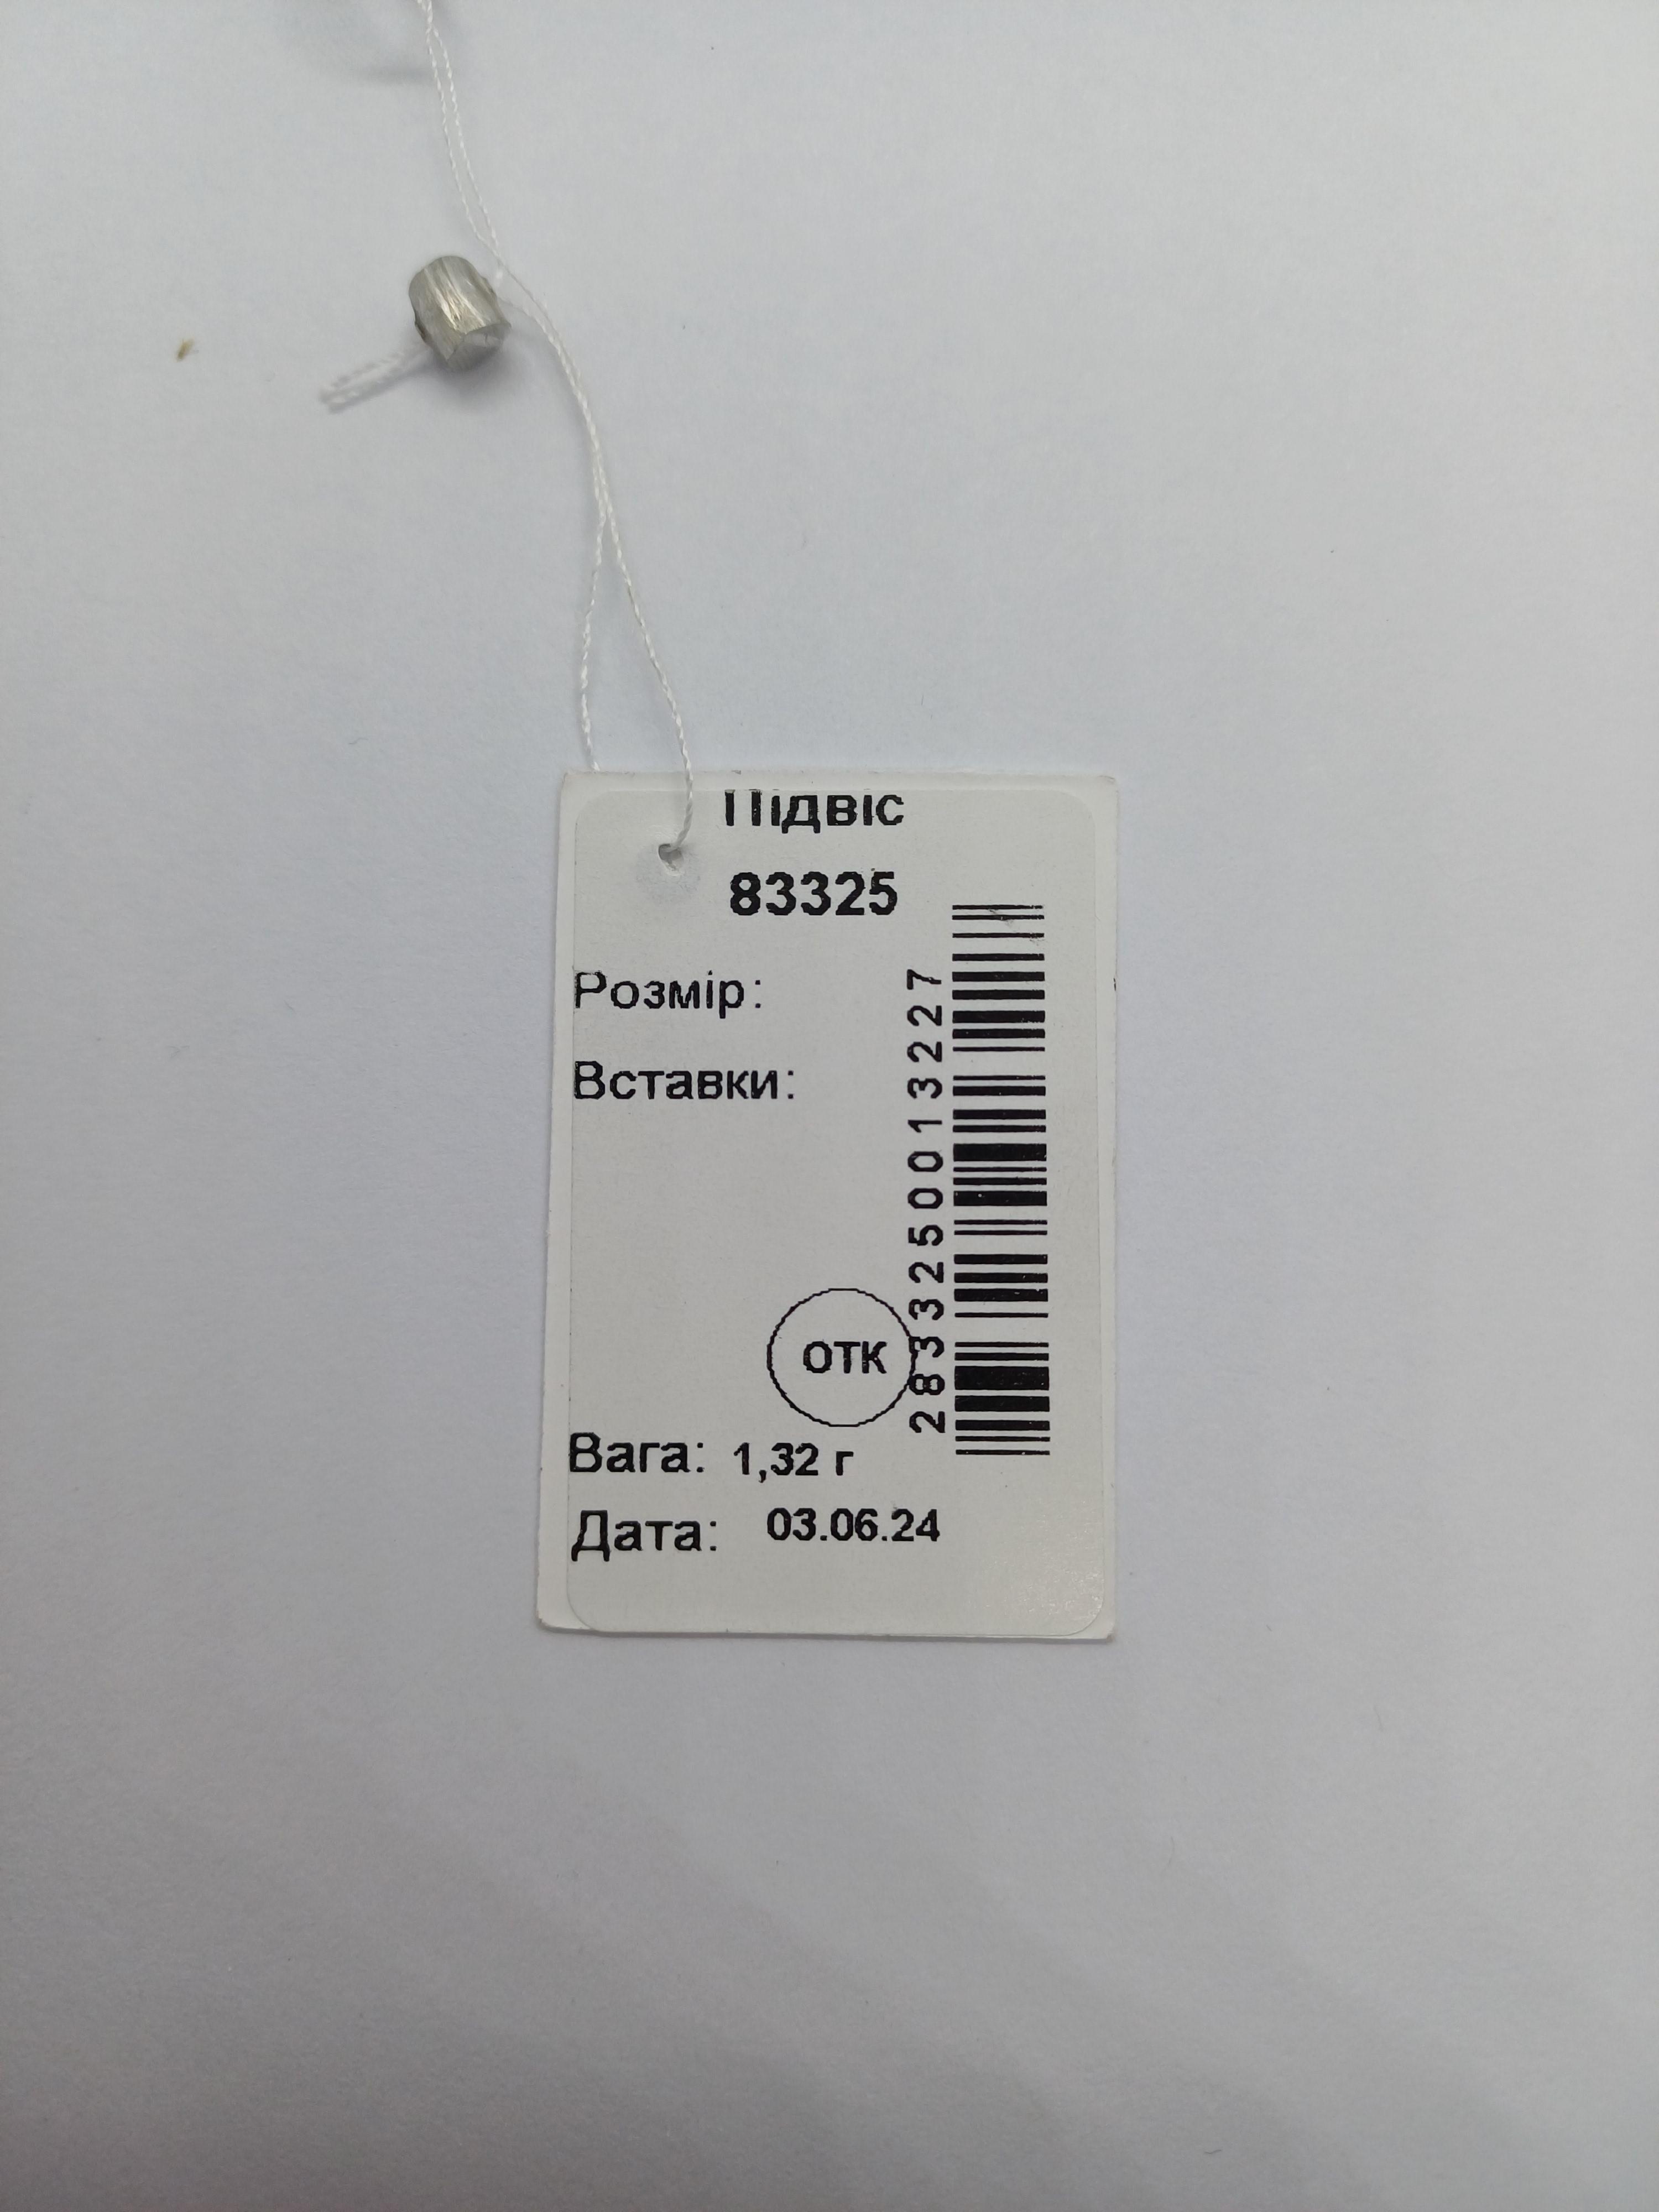 Підвіс
83325
Розмір:
Вставки:
2833250013227
ОТК
Вага: 1,32 г
Дата: 03.06.24